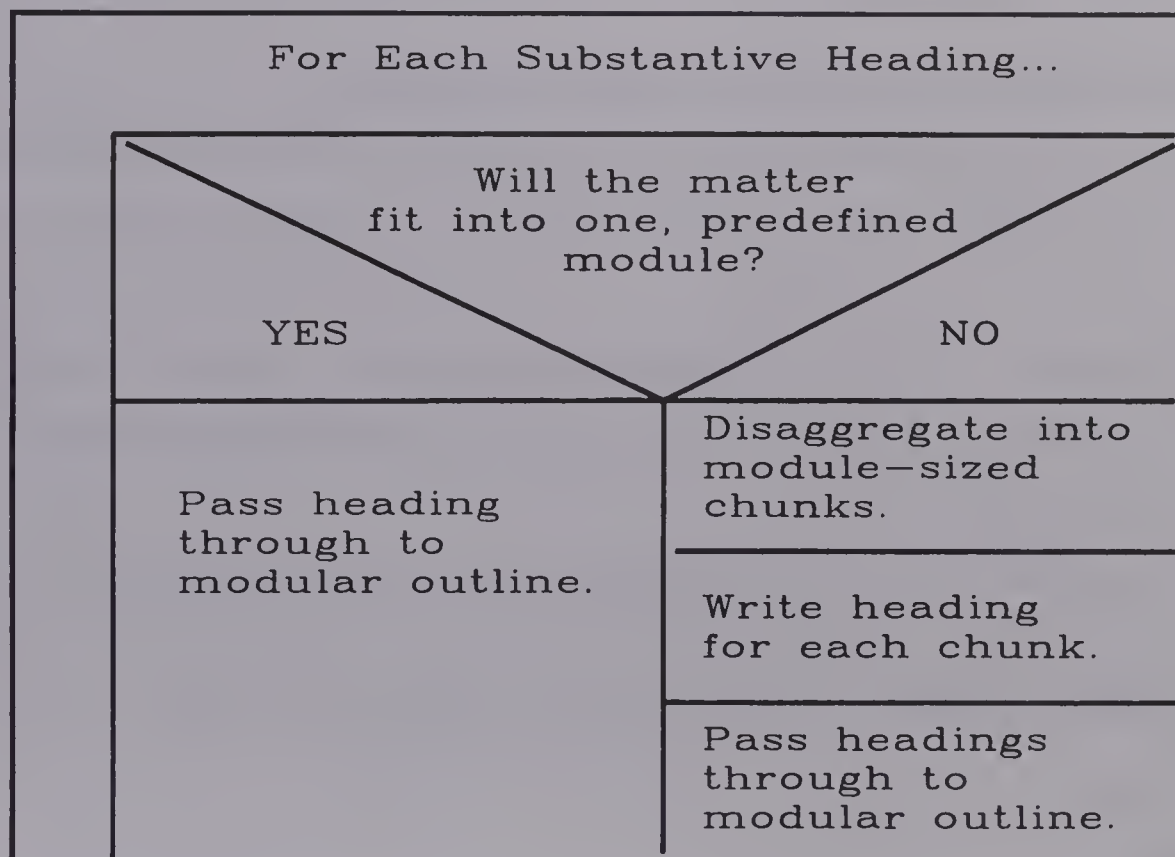 For Each Substantive Heading...
Will the matter
fit into one, predefined
module?
YES
NO
Pass heading
through to
modular outline.
Disaggregate into
module-sized
chunks.
Write heading
for each chunk.
Pass headings
through to
modular outline.